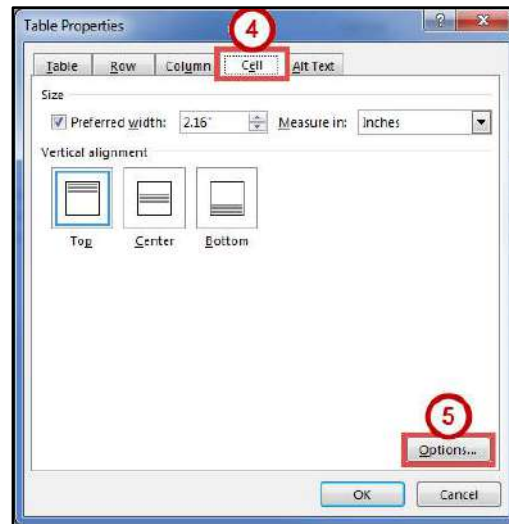 Table Properties
4
Table Row Column Cell Alt Text
Size
Preferred width: 2.16" Measure in: Inches
Vertical alignment
Top Center Bottom
5
Options...
OK Cancel